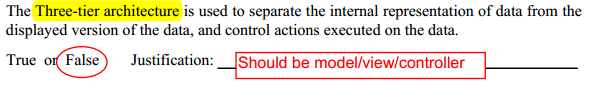 The Three-tier architecture is used to separate the internal representation of data from the
displayed version of the data, and control actions executed on the data.
True or False Justification: Should be model/view/controller